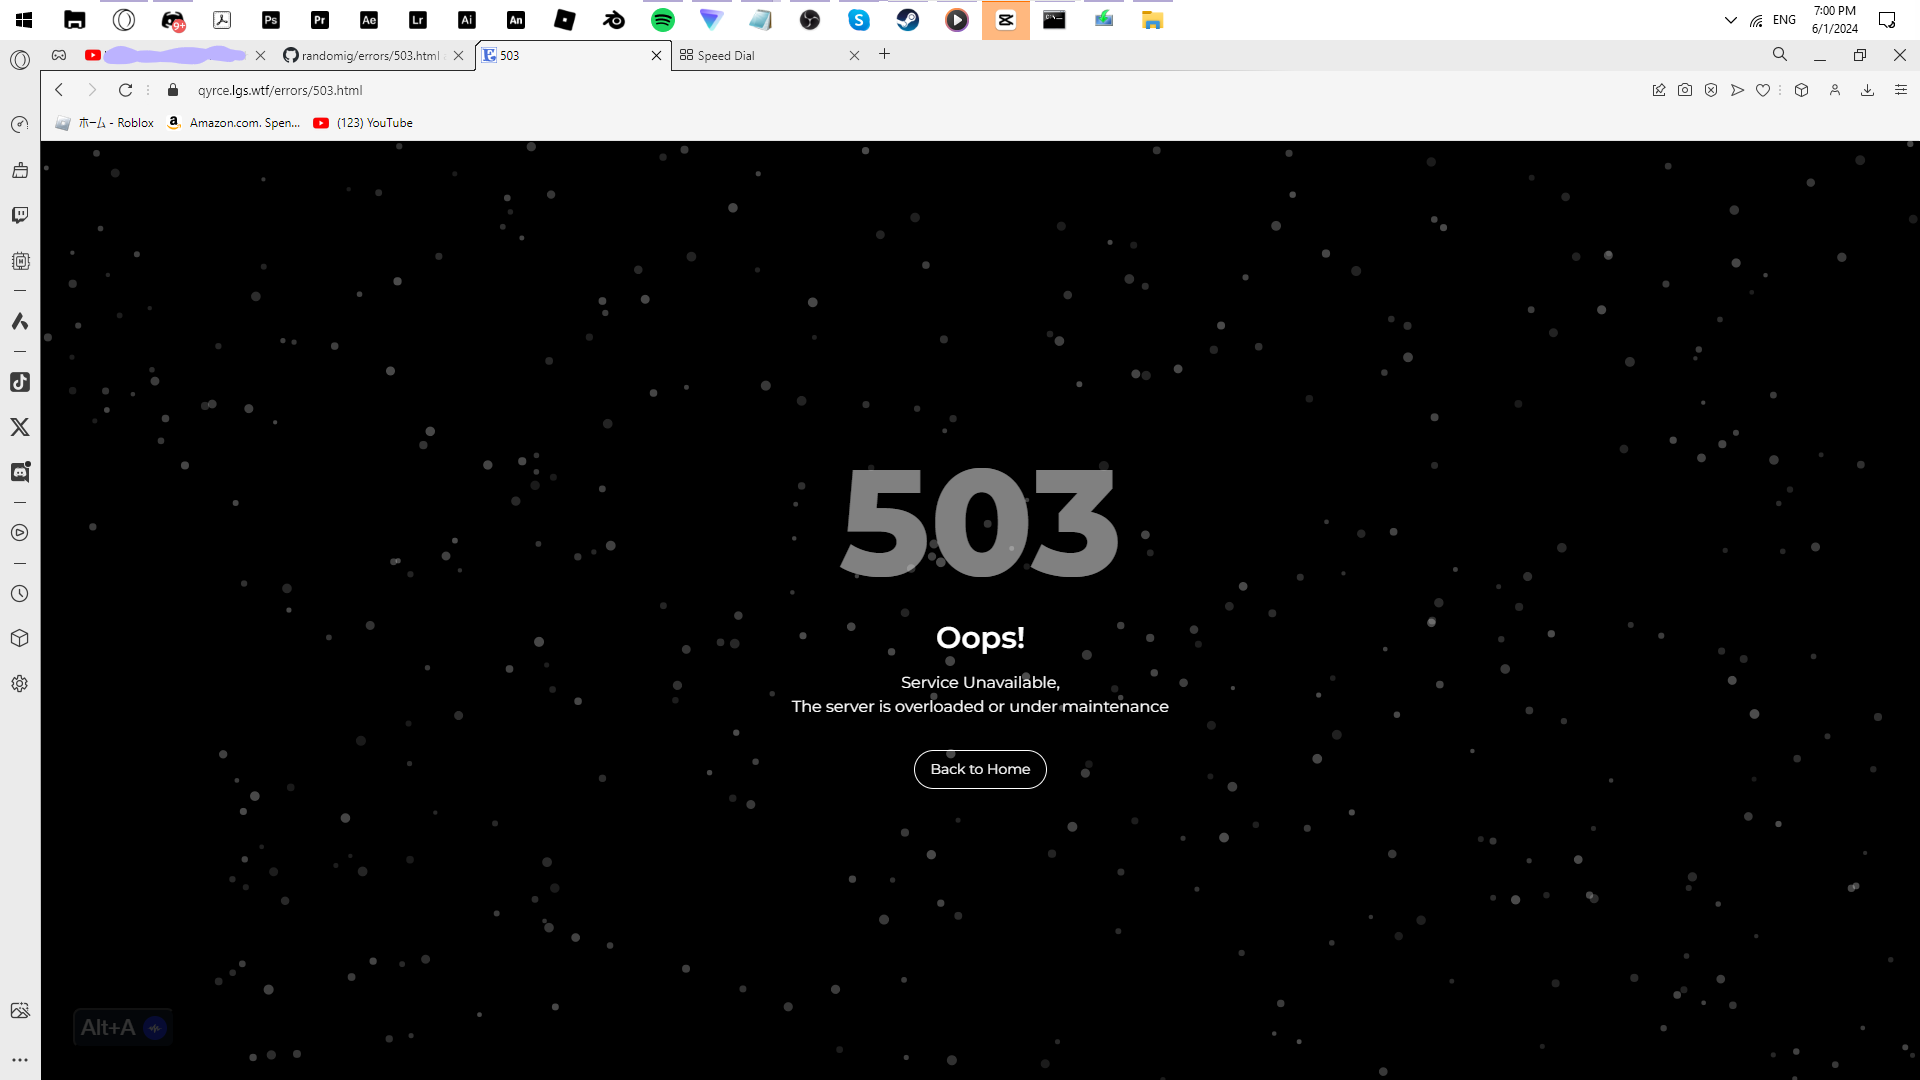 Ps
Pr
Ae
Lr
Ai
An
9+
ENG
7:00 PM
6/1/2024
randomig/errors/503.html
503
Speed Dial
qyrce.lgs.wtf/errors/503.html
ホーム - Roblox
Amazon.com. Spen...
(123) YouTube
503
Oops!
Service Unavailable,
The server is overloaded or under maintenance
Back to Home
Alt+A